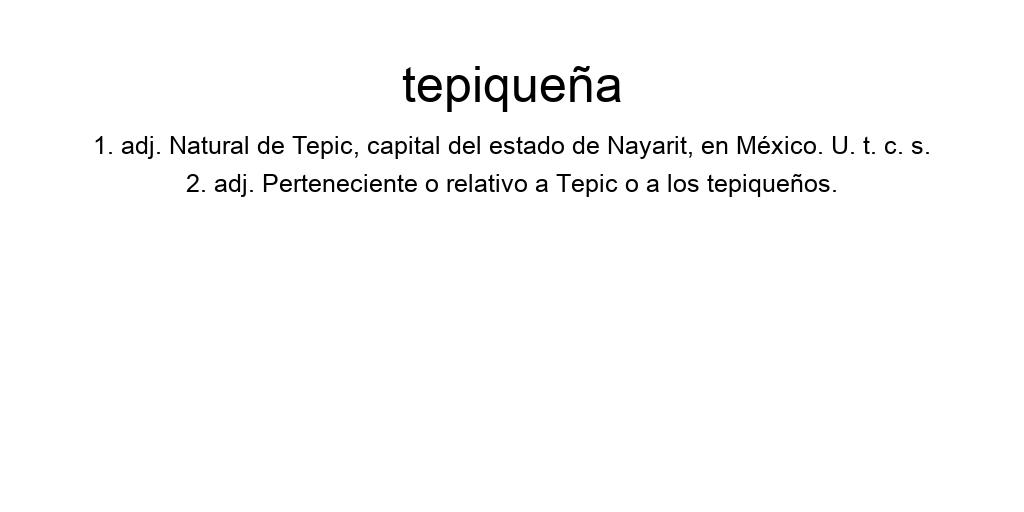 tepiqueña
1. adj. Natural de Tepic, capital del estado de Nayarit, en México. U. t. c. s.
2. adj. Perteneciente o relativo a Tepic o a los tepiqueños.